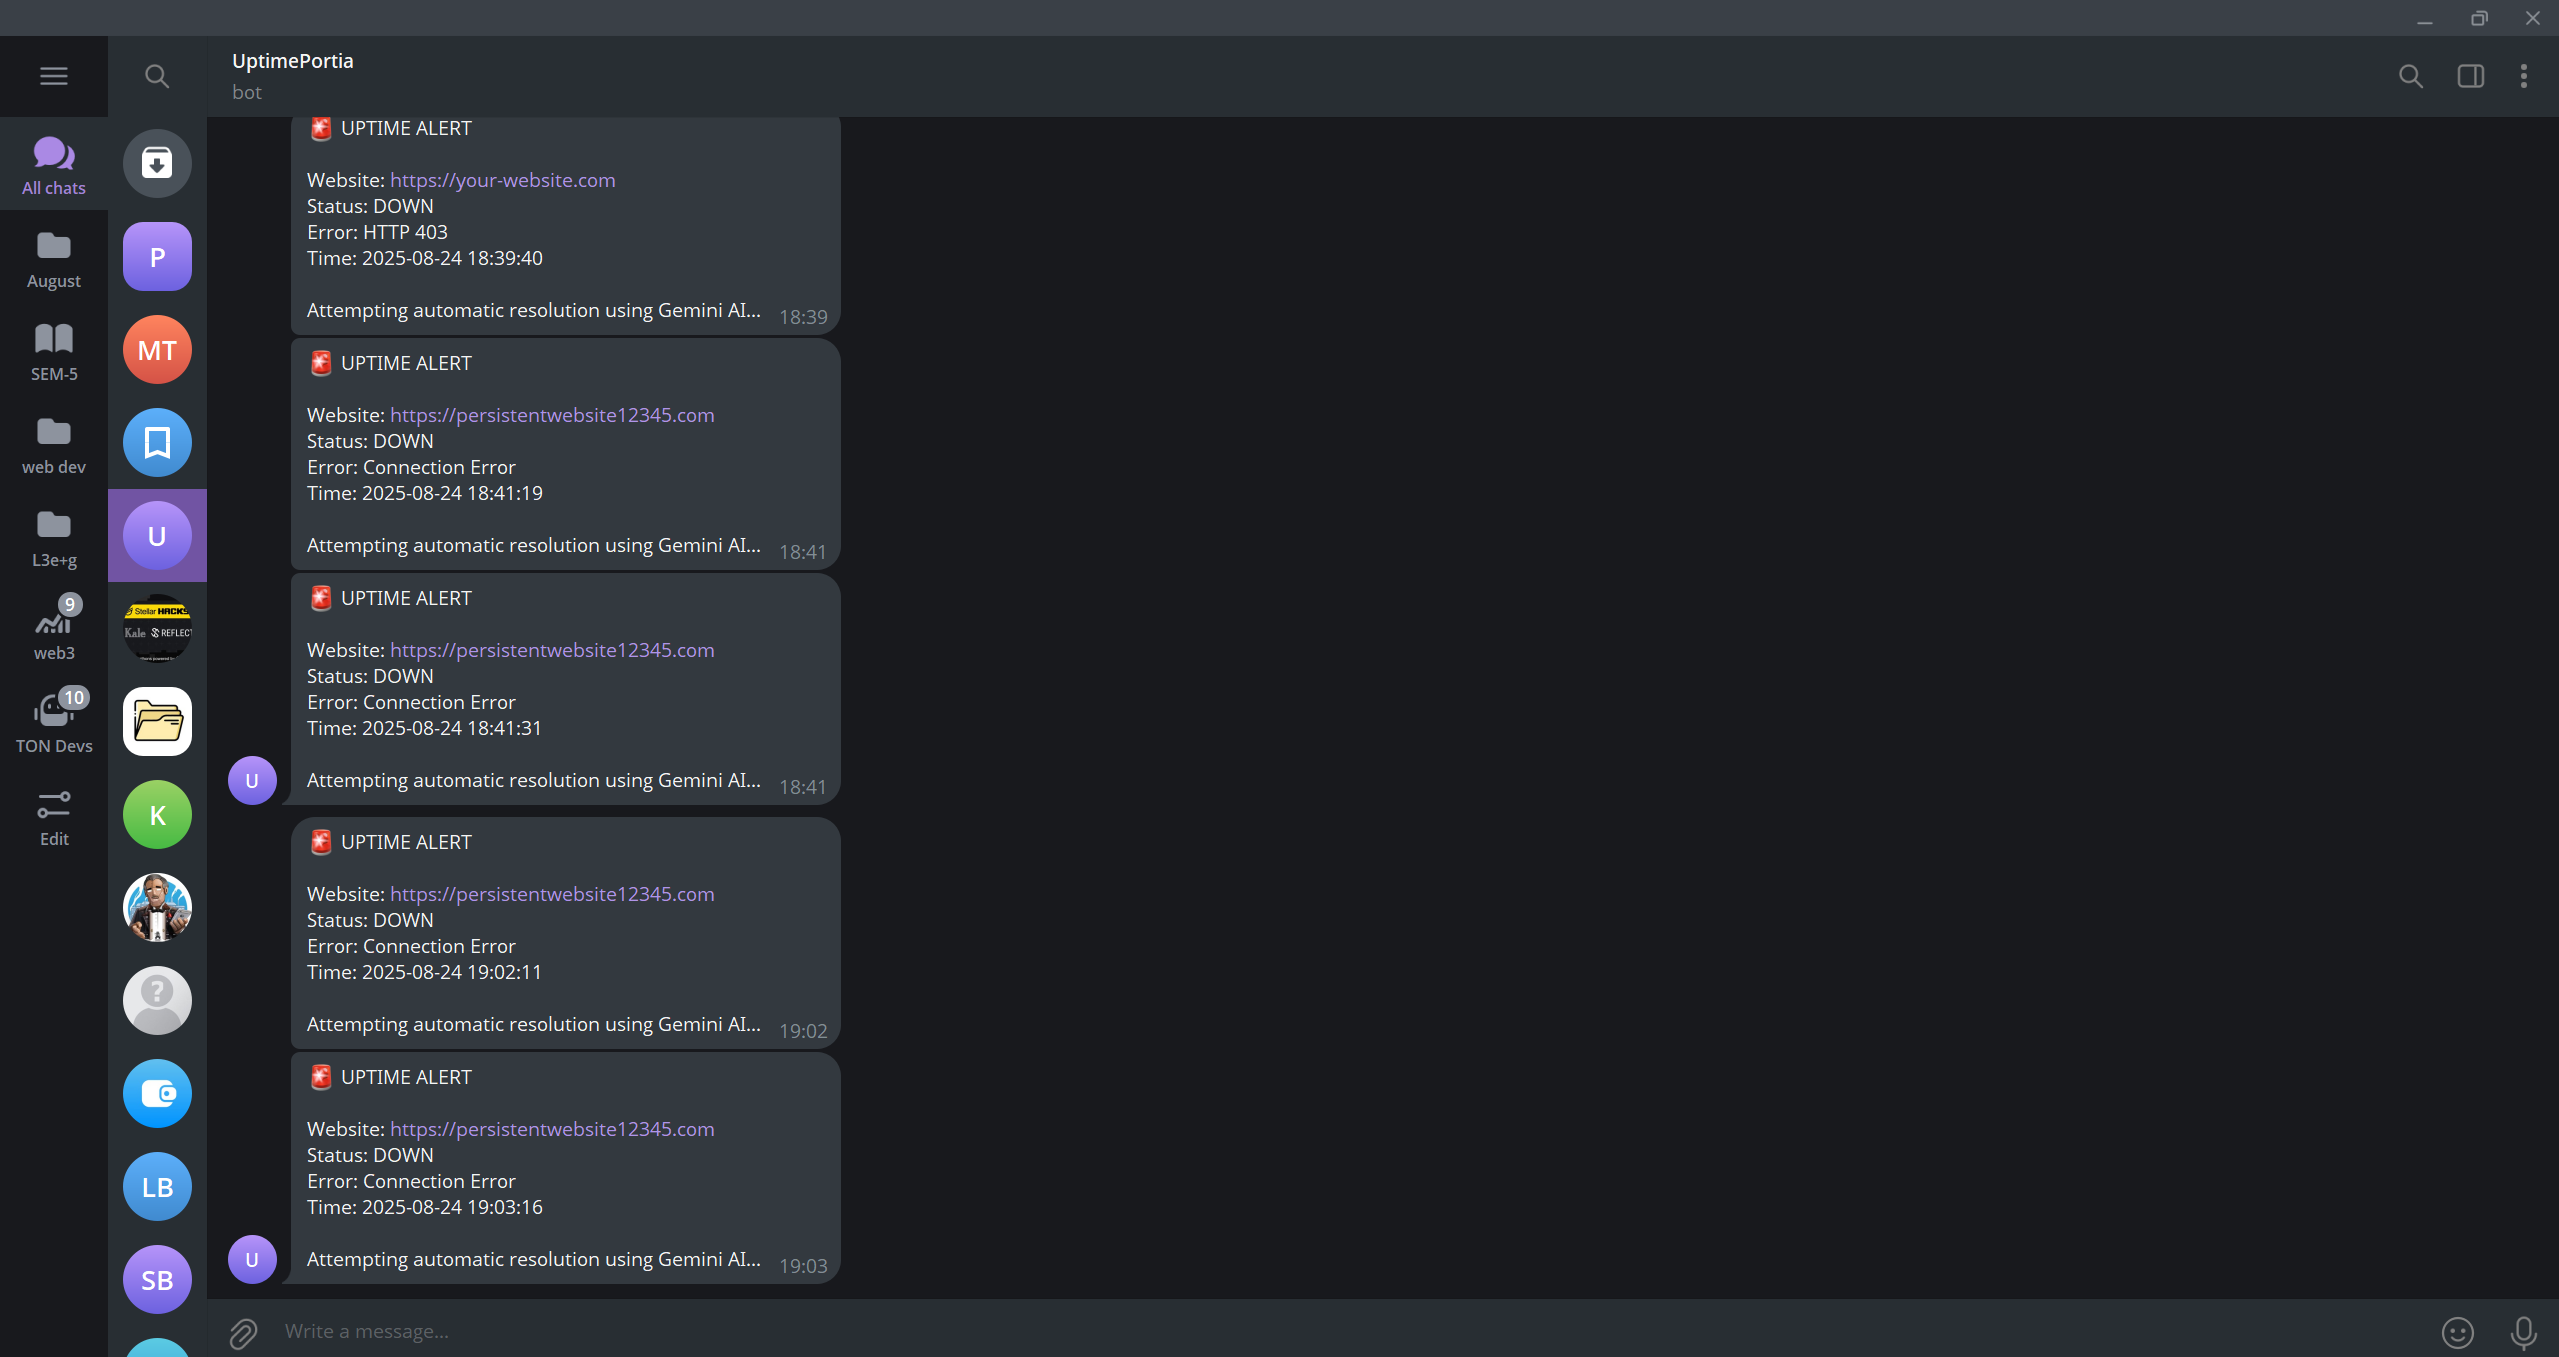 UptimePortia
bot
All chats
August
SEM-5
web dev
L3e+g
9
web3
10
TON Devs
Edit
P
MT
U
Stellar HACKS
Kale REFLECT
K
?
LB
SB
UPTIME ALERT
Website: https://your-website.com
Status: DOWN
Error: HTTP 403
Time: 2025-08-24 18:39:40
Attempting automatic resolution using Gemini AI...
18:39
UPTIME ALERT
Website: https://persistentwebsite12345.com
Status: DOWN
Error: Connection Error
Time: 2025-08-24 18:41:19
Attempting automatic resolution using Gemini AI...
18:41
UPTIME ALERT
Website: https://persistentwebsite12345.com
Status: DOWN
Error: Connection Error
Time: 2025-08-24 18:41:31
Attempting automatic resolution using Gemini AI...
18:41
U
UPTIME ALERT
Website: https://persistentwebsite12345.com
Status: DOWN
Error: Connection Error
Time: 2025-08-24 19:02:11
Attempting automatic resolution using Gemini AI...
19:02
UPTIME ALERT
Website: https://persistentwebsite12345.com
Status: DOWN
Error: Connection Error
Time: 2025-08-24 19:03:16
Attempting automatic resolution using Gemini AI...
19:03
U
Write a message...